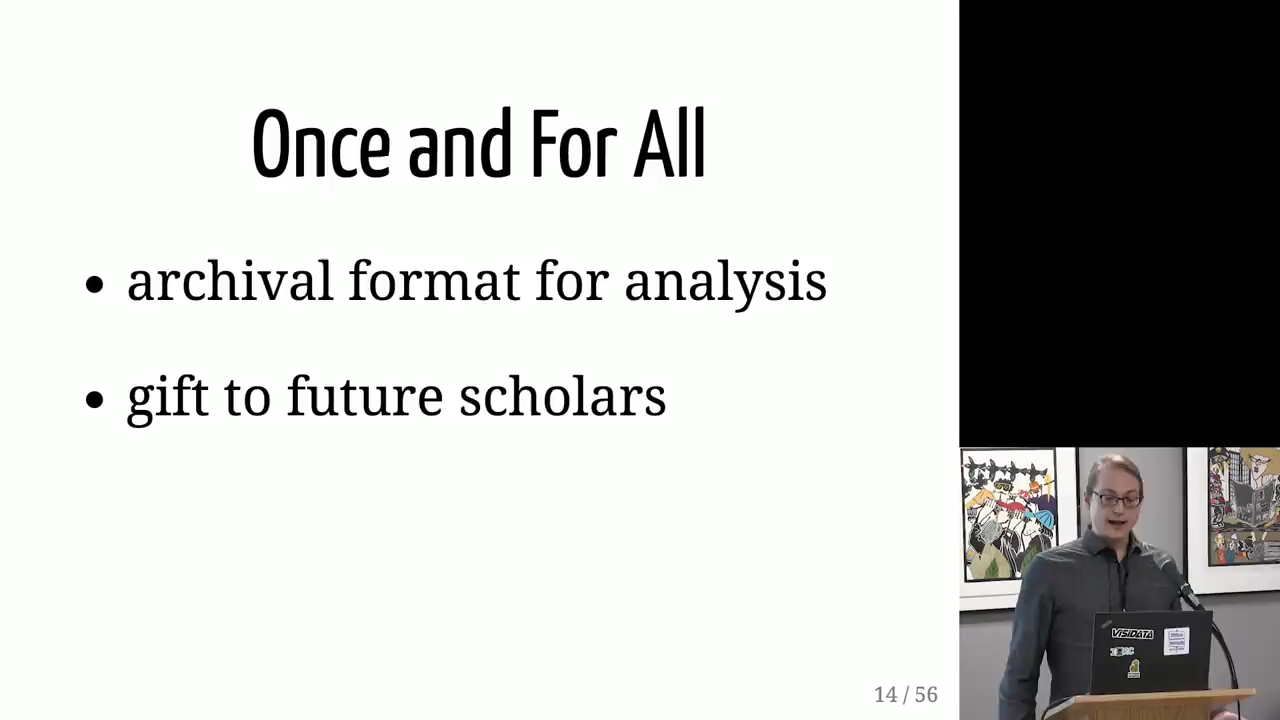 Once and For All
archival format for analysis
gift to future scholars
14 / 56
VISIDATA